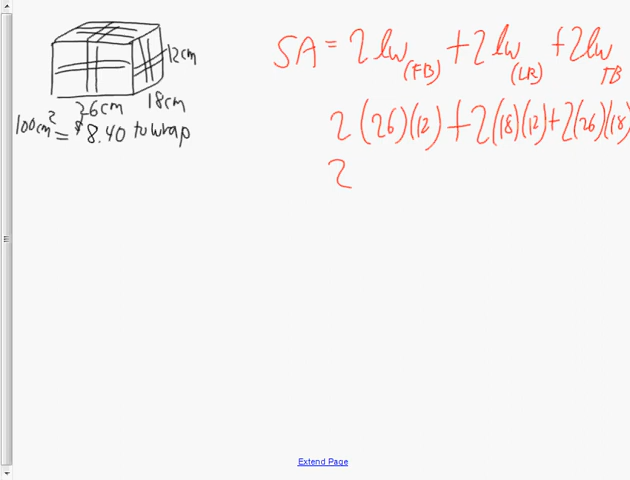 12cm
26cm
18cm
100cm² = $8.40 to wrap
SA = 2lw (FB) + 2lw (LR) + 2lw TB
2(26)(12) + 2(18)(12) + 2(26)(18)
2
Extend Page